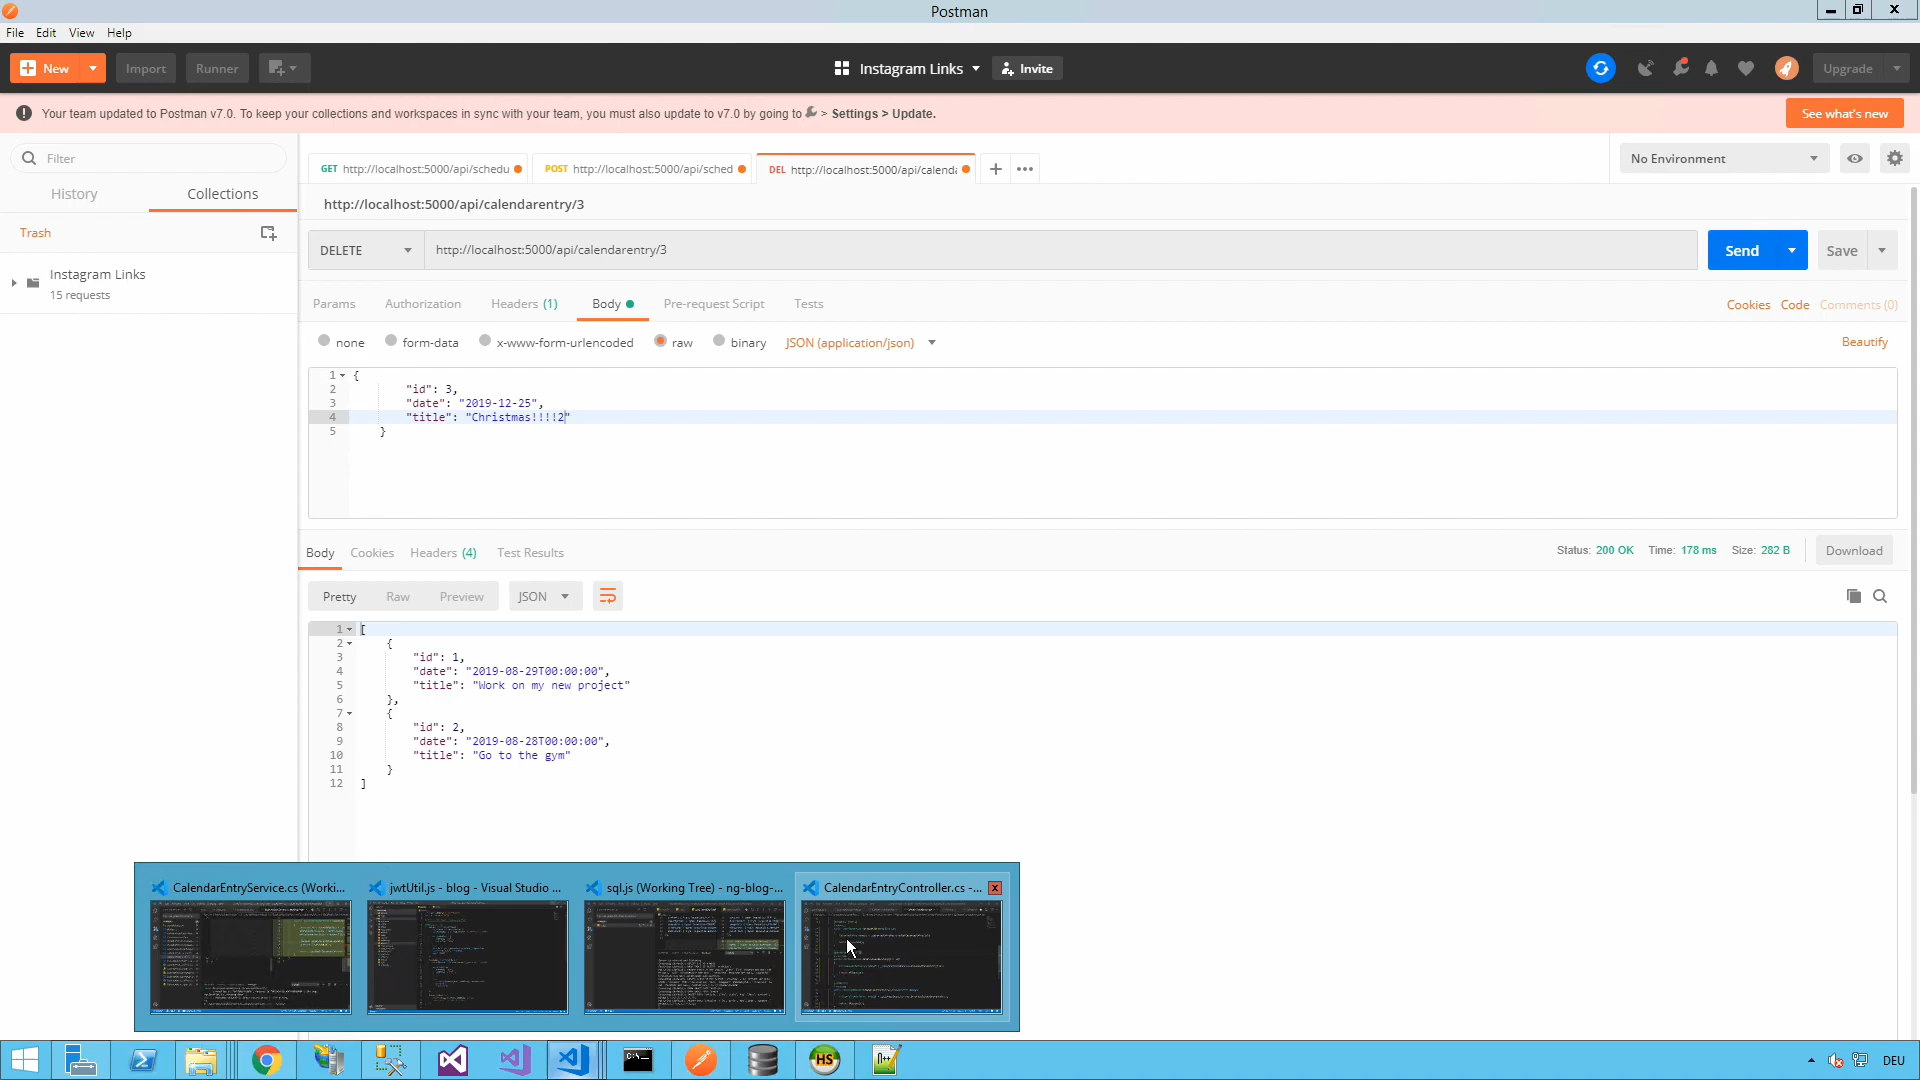 Postman
File Edit View Help
New Import Runner Instagram Links Invite Upgrade
Your team updated to Postman v7.0. To keep your collections and workspaces in sync with your team, you must also update to v7.0 by going to > Settings > Update. See what's new
Filter
History Collections
Trash
Instagram Links
15 requests
GET http://localhost:5000/api/schedu POST http://localhost:5000/api/sched DEL http://localhost:5000/api/calenda No Environment
http://localhost:5000/api/calendarentry/3
DELETE http://localhost:5000/api/calendarentry/3 Send Save
Params Authorization Headers (1) Body Pre-request Script Tests Cookies Code Comments (0)
none form-data x-www-form-urlencoded raw binary JSON (application/json) Beautify
1 {
2 "id": 3,
3 "date": "2019-12-25",
4 "title": "Christmas!!!!2"
5 }
Body Cookies Headers (4) Test Results Status: 200 OK Time: 178 ms Size: 282 B Download
Pretty Raw Preview JSON
1 [
2 {
3 "id": 1,
4 "date": "2019-08-29T00:00:00",
5 "title": "Work on my new project"
6 },
7 {
8 "id": 2,
9 "date": "2019-08-28T00:00:00",
10 "title": "Go to the gym"
11 }
12 ]
CalendarEntryService.cs (Worki... jwtUtil.js - blog - Visual Studio ... sql.js (Working Tree) - ng-blog-... CalendarEntryController.cs -...
HS DEU